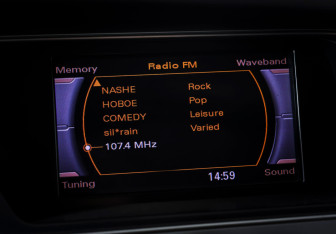 Radio FM
Memory Waveband
NASHE Rock
HOBOE Pop
COMEDY Leisure
sil*rain Varied
107.4 MHz
14:59
Tuning Sound